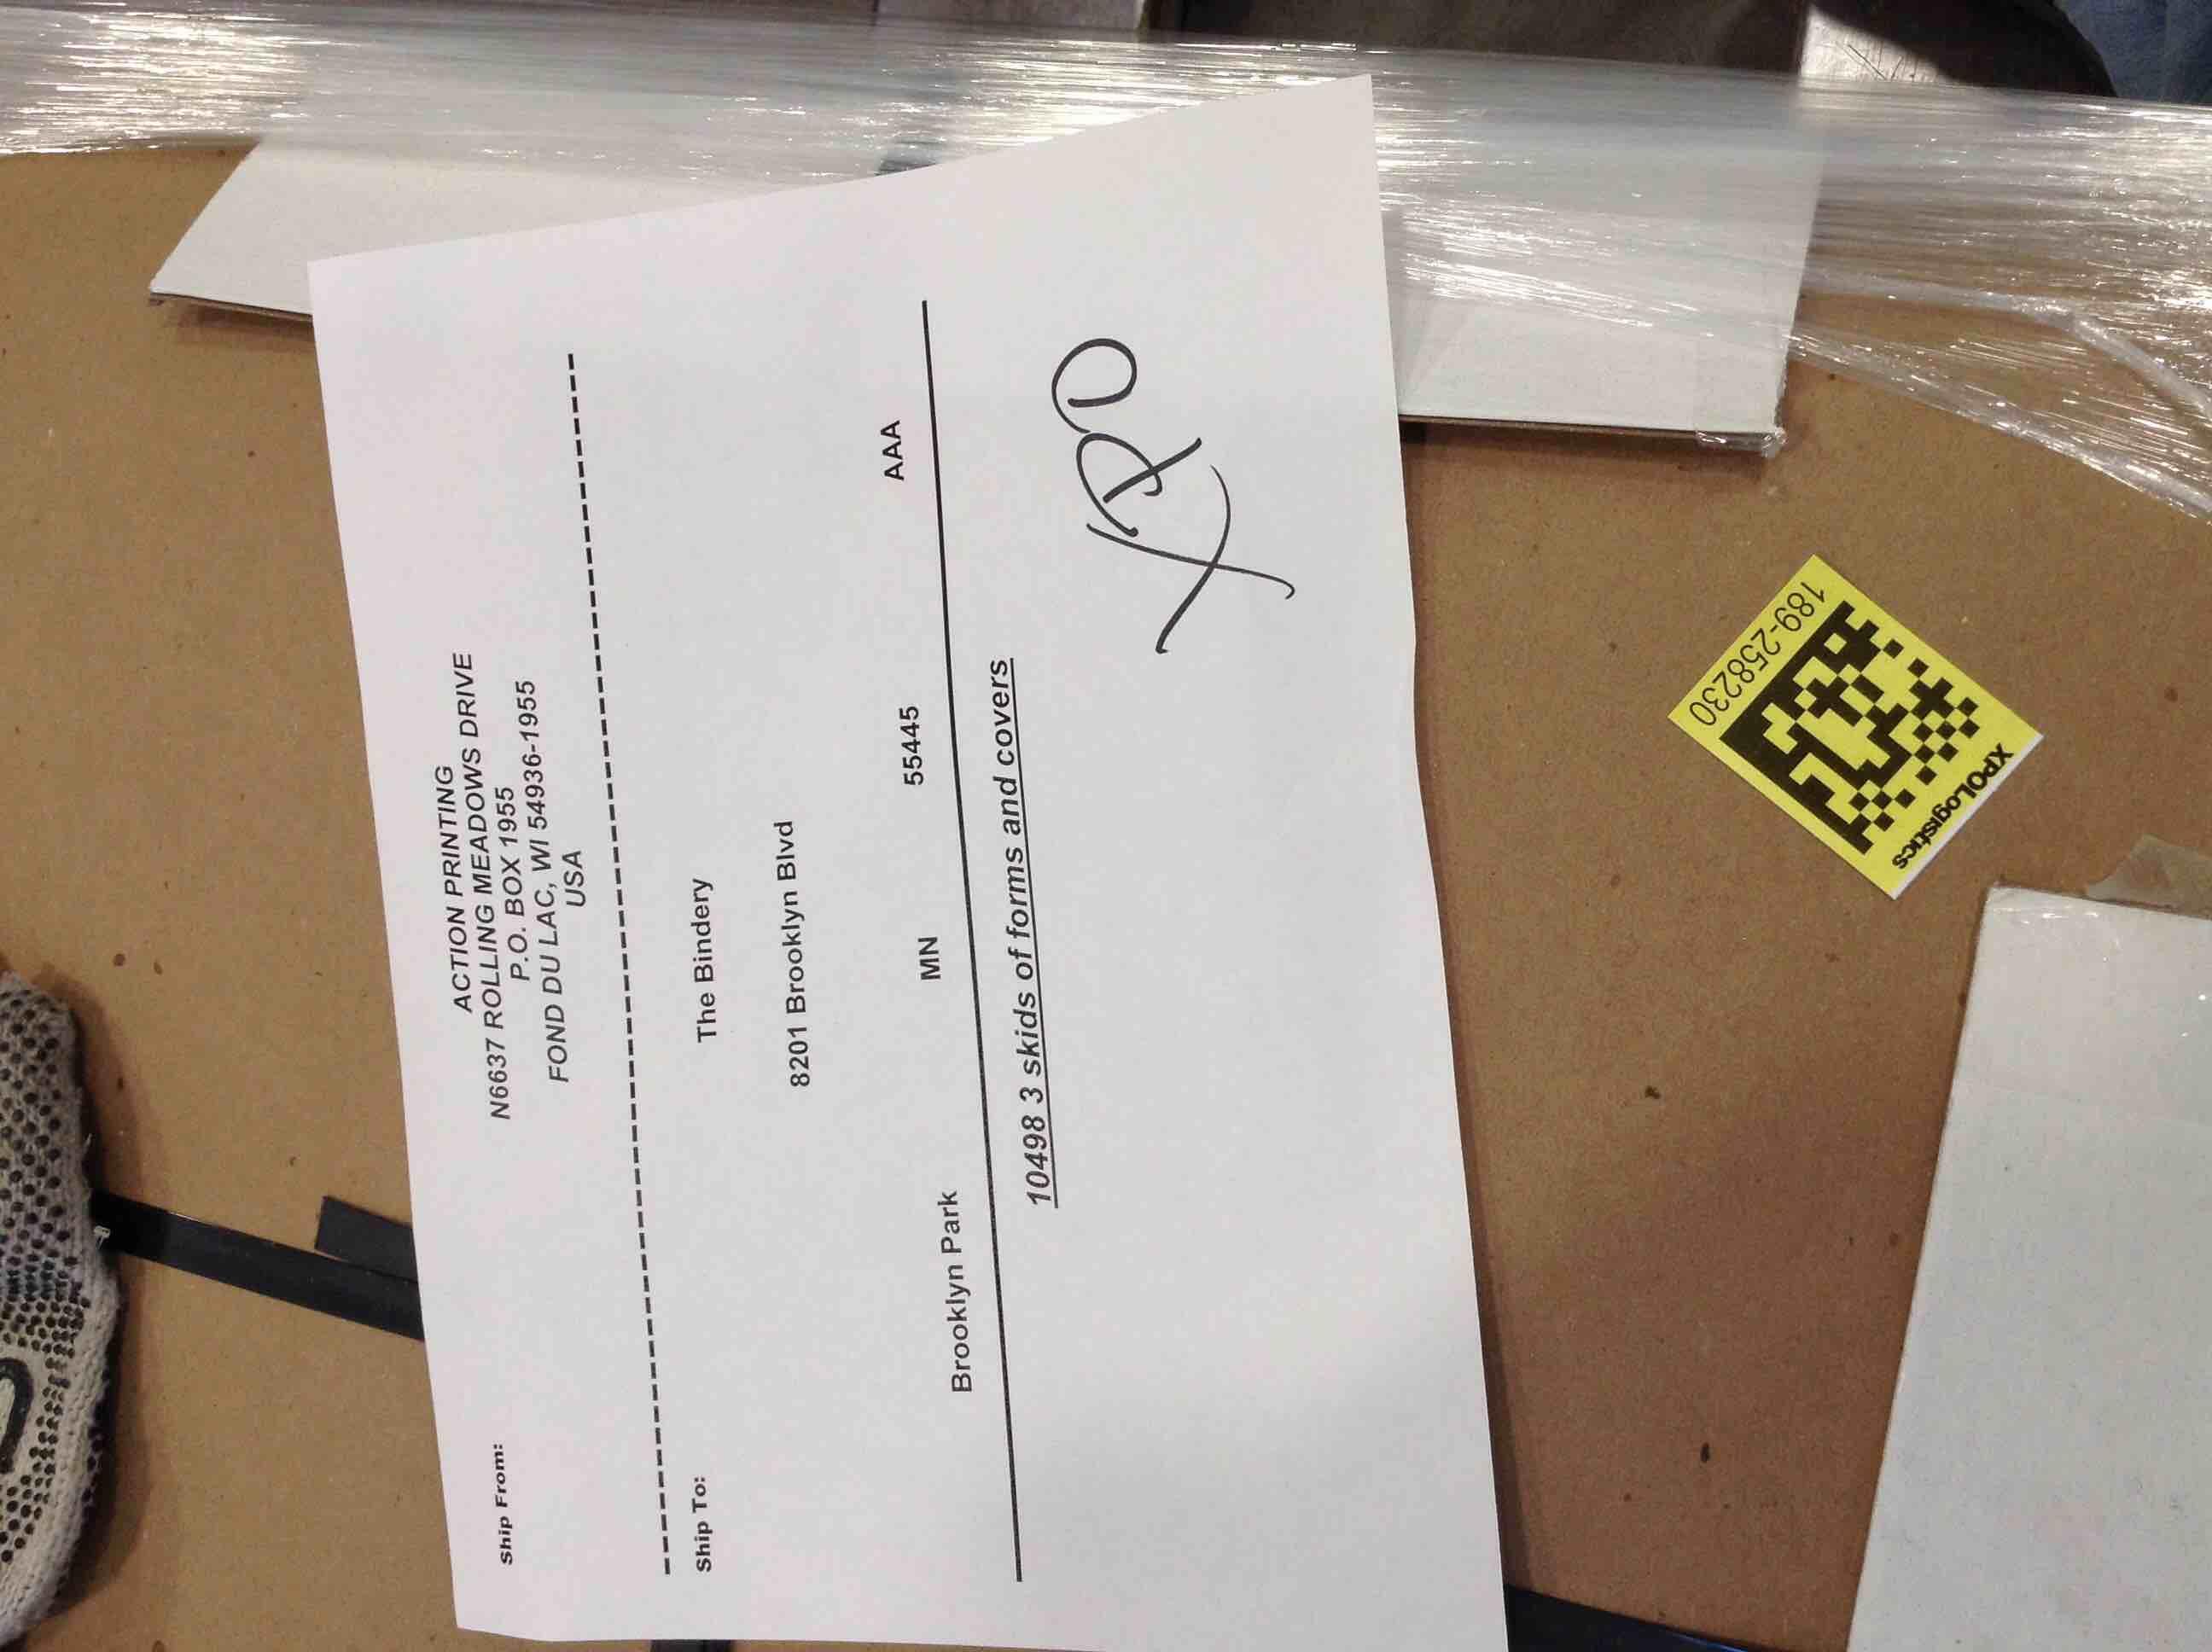 ACTION PRINTING
N6637 ROLLING MEADOWS DRIVE
P.O. BOX 1955
FOND DU LAC, WI 54936-1955
USA
Ship From:
Ship To:
The Bindery
8201 Brooklyn Blvd
Brooklyn Park MN 55445 AAA
10498 3 skids of forms and covers
XPO
189-258230
XPOLogistics